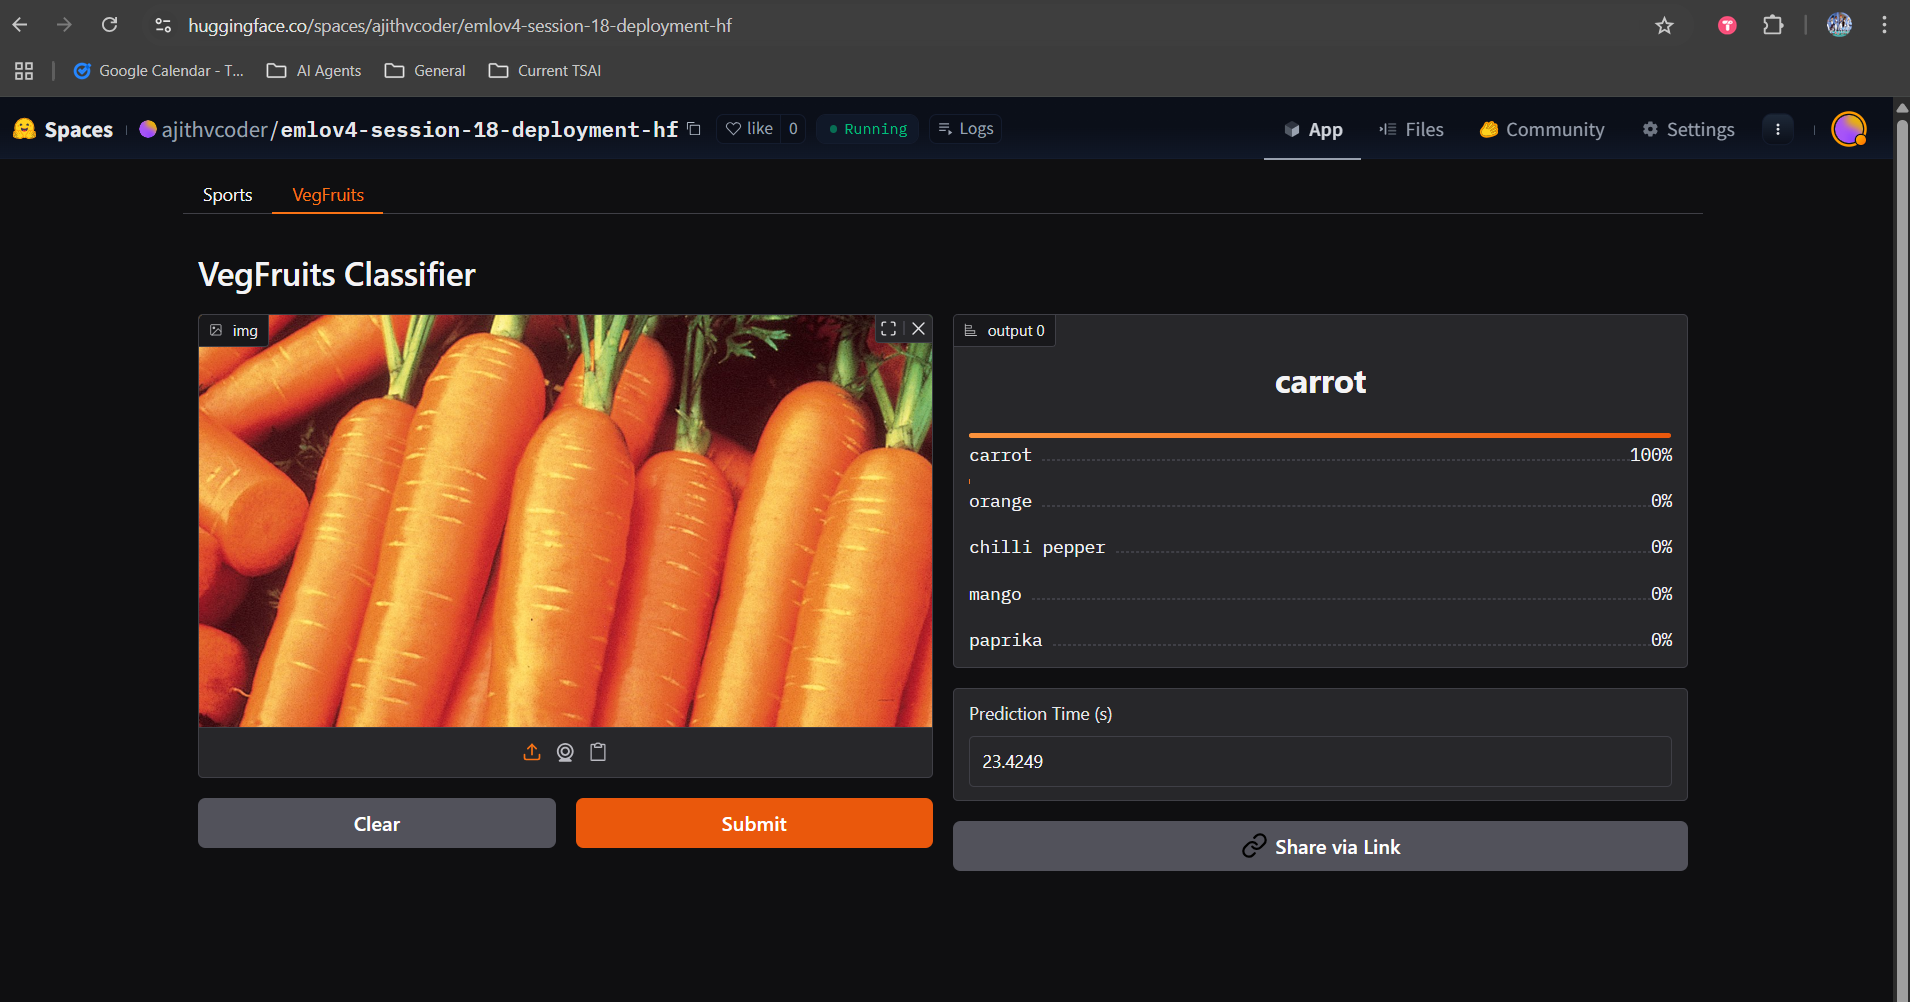 huggingface.co/spaces/ajithvcoder/emlov4-session-18-deployment-hf
Google Calendar - T... AI Agents General Current TSAI
Spaces ajithvcoder/emlov4-session-18-deployment-hf like 0 Running Logs App Files Community Settings
Sports VegFruits
VegFruits Classifier
img
output 0
carrot
carrot 100%
orange 0%
chilli pepper 0%
mango 0%
paprika 0%
Prediction Time (s)
23.4249
Clear Submit
Share via Link